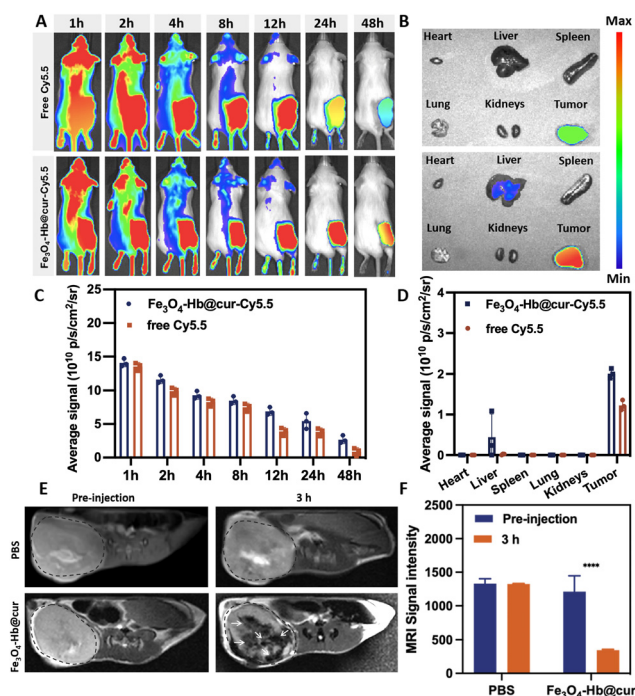 A
1h 2h 4h 8h 12h 24h 48h
Free Cy5.5
Fe₃O₄-Hb@cur-Cy5.5
B
Heart Liver Spleen
Lung Kidneys Tumor
Heart Liver Spleen
Lung Kidneys Tumor
Max
Min
C
Average signal (10¹⁰ p/s/cm²/sr)
25
20
15
10
5
0
Fe₃O₄-Hb@cur-Cy5.5
free Cy5.5
1h 2h 4h 8h 12h 24h 48h
D
Average signal (10¹⁰ p/s/cm²/sr)
4
3
2
1
0
Fe₃O₄-Hb@cur-Cy5.5
free Cy5.5
Heart Liver Spleen Lung Kidneys Tumor
E
Pre-injection 3 h
PBS
Fe₃O₄-Hb@cur
F
MRI Signal intensity
2500
2000
1500
1000
500
0
Pre-injection
3 h
****
PBS Fe₃O₄-Hb@cur